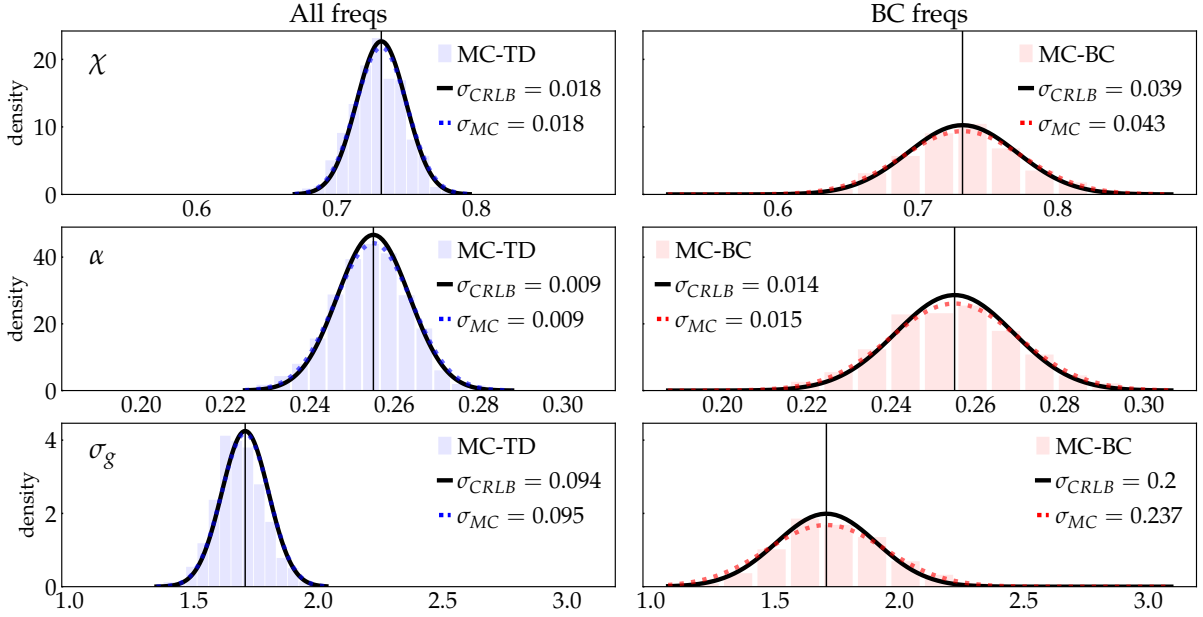 All freqs
BC freqs
density
20
10
0
χ
MC-TD
σ_CRLB = 0.018
σ_MC = 0.018
0.6
0.7
0.8
MC-BC
σ_CRLB = 0.039
σ_MC = 0.043
0.6
0.7
0.8
density
40
20
0
α
MC-TD
σ_CRLB = 0.009
σ_MC = 0.009
0.20
0.22
0.24
0.26
0.28
0.30
MC-BC
σ_CRLB = 0.014
σ_MC = 0.015
0.20
0.22
0.24
0.26
0.28
0.30
density
4
2
0
σ_g
MC-TD
σ_CRLB = 0.094
σ_MC = 0.095
1.0
1.5
2.0
2.5
3.0
MC-BC
σ_CRLB = 0.2
σ_MC = 0.237
1.0
1.5
2.0
2.5
3.0